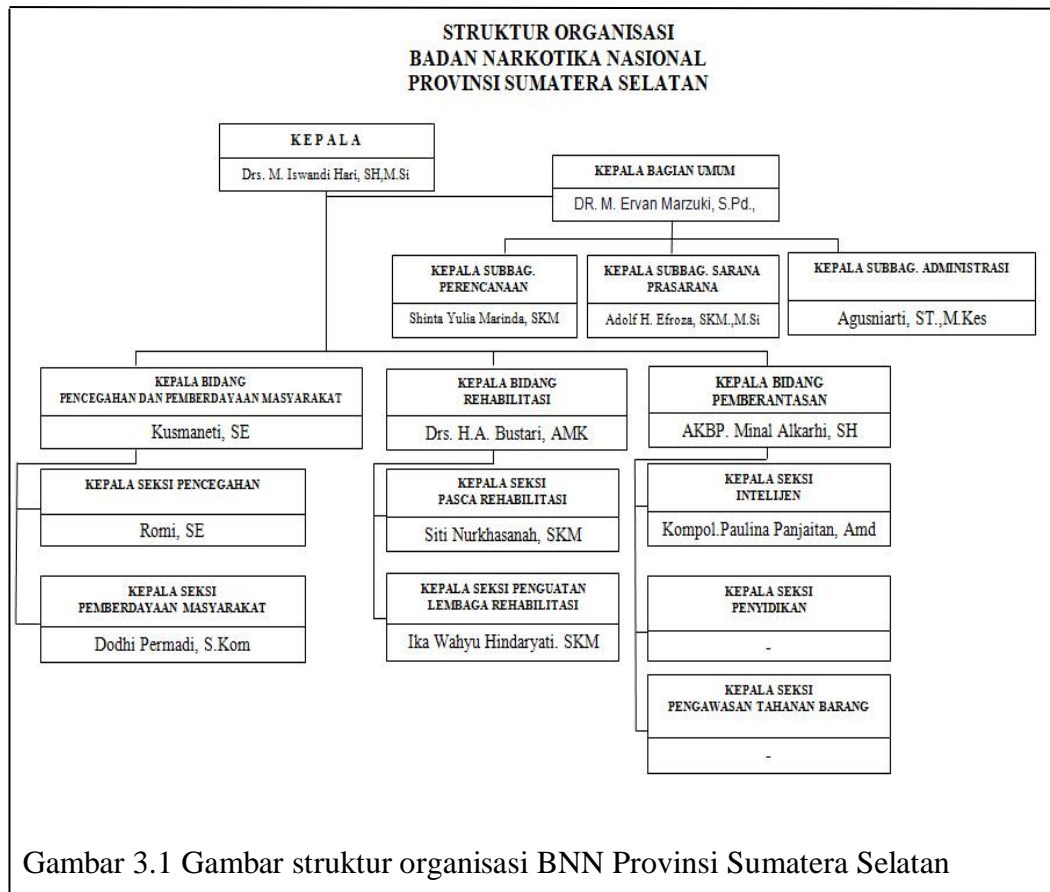 STRUKTUR ORGANISASI
BADAN NARKOTIKA NASIONAL
PROVINSI SUMATERA SELATAN
K E P A L A
Drs. M. Iswandi Hari, SH,M.Si
KEPALA BAGIAN UMUM
DR. M. Ervan Marzuki, S.Pd.,
KEPALA SUBBAG.
PERENCANAAN
Shinta Yulia Marinda, SKM
KEPALA SUBBAG. SARANA
PRASARANA
Adolf H. Efroza, SKM.,M.Si
KEPALA SUBBAG. ADMINISTRASI
Agusniarti, ST.,M.Kes
KEPALA BIDANG
PENCEGAHAN DAN PEMBERDAYAAN MASYARAKAT
Kusmaneti, SE
KEPALA BIDANG
REHABILITASI
Drs. H.A. Bustari, AMK
KEPALA BIDANG
PEMBERANTASAN
AKBP. Minal Alkarhi, SH
KEPALA SEKSI PENCEGAHAN
Romi, SE
KEPALA SEKSI
PASCA REHABILITASI
Siti Nurkhasanah, SKM
KEPALA SEKSI
INTELIJEN
Kompol.Paulina Panjaitan, Amd
KEPALA SEKSI
PEMBERDAYAAN MASYARAKAT
Dodhi Permadi, S.Kom
KEPALA SEKSI PENGUATAN
LEMBAGA REHABILITASI
Ika Wahyu Hindaryati. SKM
KEPALA SEKSI
PENYIDIKAN
-
KEPALA SEKSI
PENGAWASAN TAHANAN BARANG
-
Gambar 3.1 Gambar struktur organisasi BNN Provinsi Sumatera Selatan